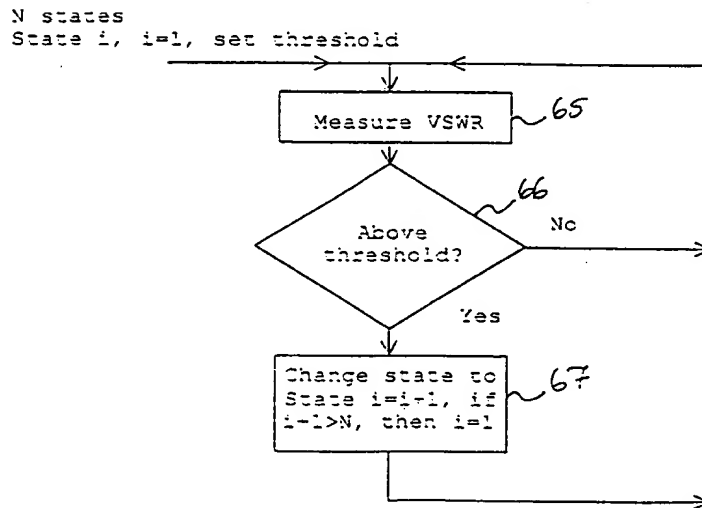 N states
State i, i=1, set threshold
Measure VSWR
65
66
Above
threshold?
No
Yes
Change state to
State i=i+1, if
i+1>N, then i=1
67